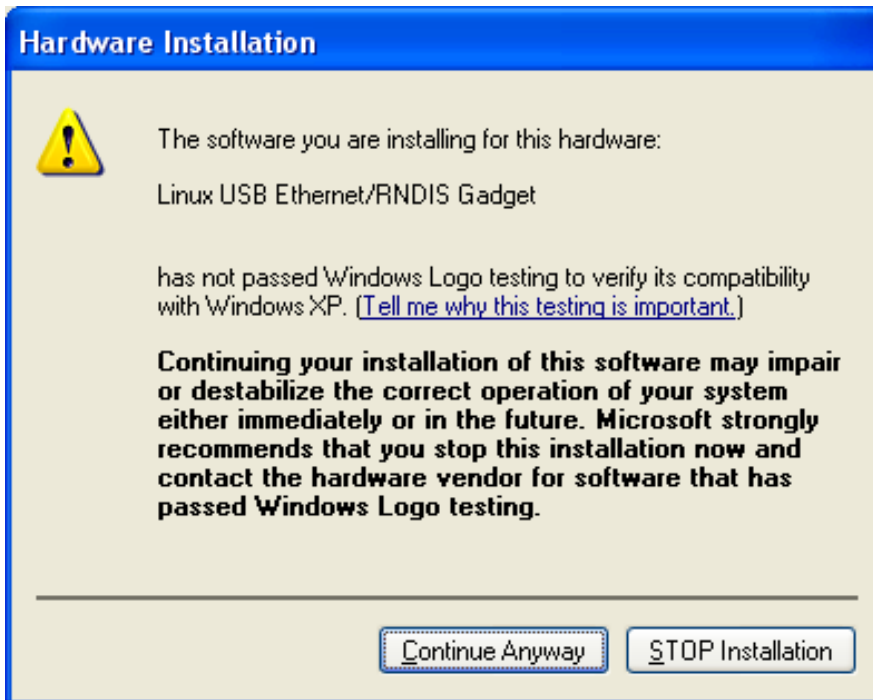 Hardware Installation
The software you are installing for this hardware:
Linux USB Ethernet/RNDIS Gadget
has not passed Windows Logo testing to verify its compatibility
with Windows XP. (Tell me why this testing is important.)
Continuing your installation of this software may impair
or destabilize the correct operation of your system
either immediately or in the future. Microsoft strongly
recommends that you stop this installation now and
contact the hardware vendor for software that has
passed Windows Logo testing.
Continue Anyway
STOP Installation